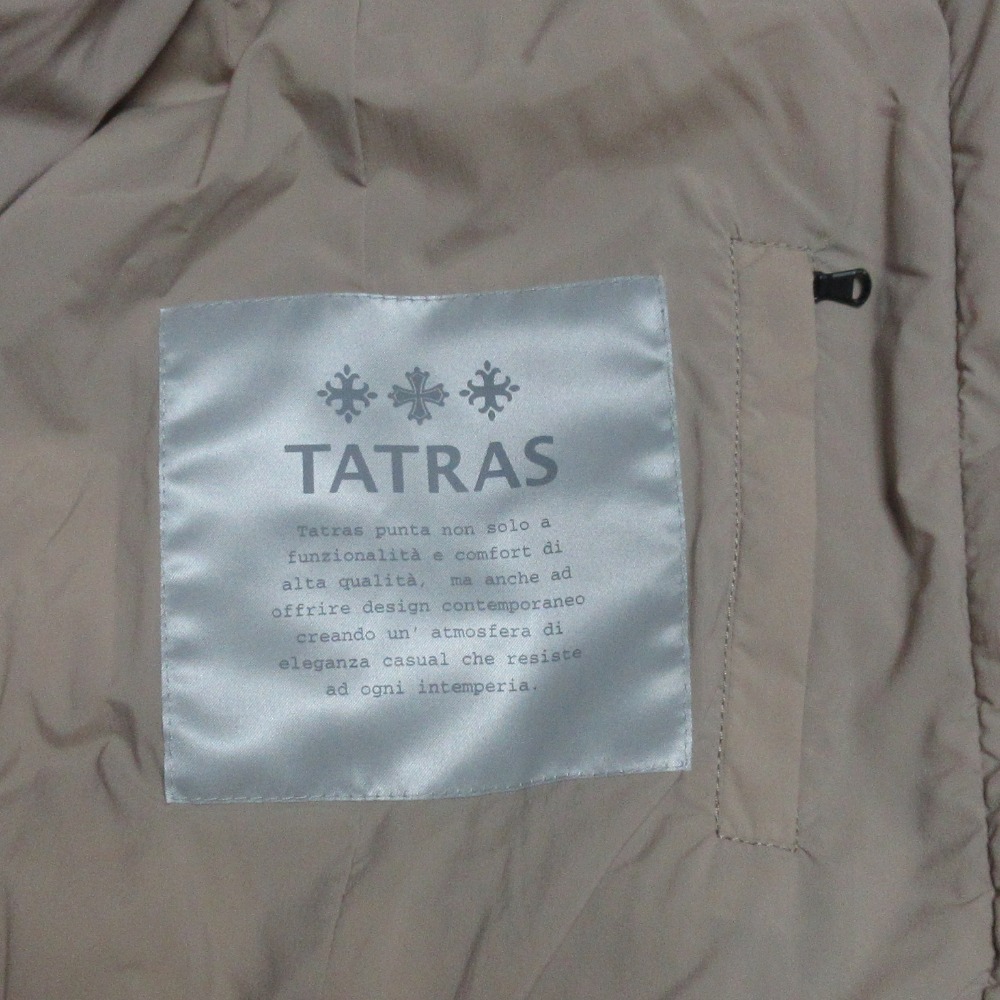 TATRAS
Tatras punta non solo a
funzionalità e comfort di
alta qualità, ma anche ad
offrire design contemporaneo
creando un' atmosfera di
eleganza casual che resiste
ad ogni intemperia.